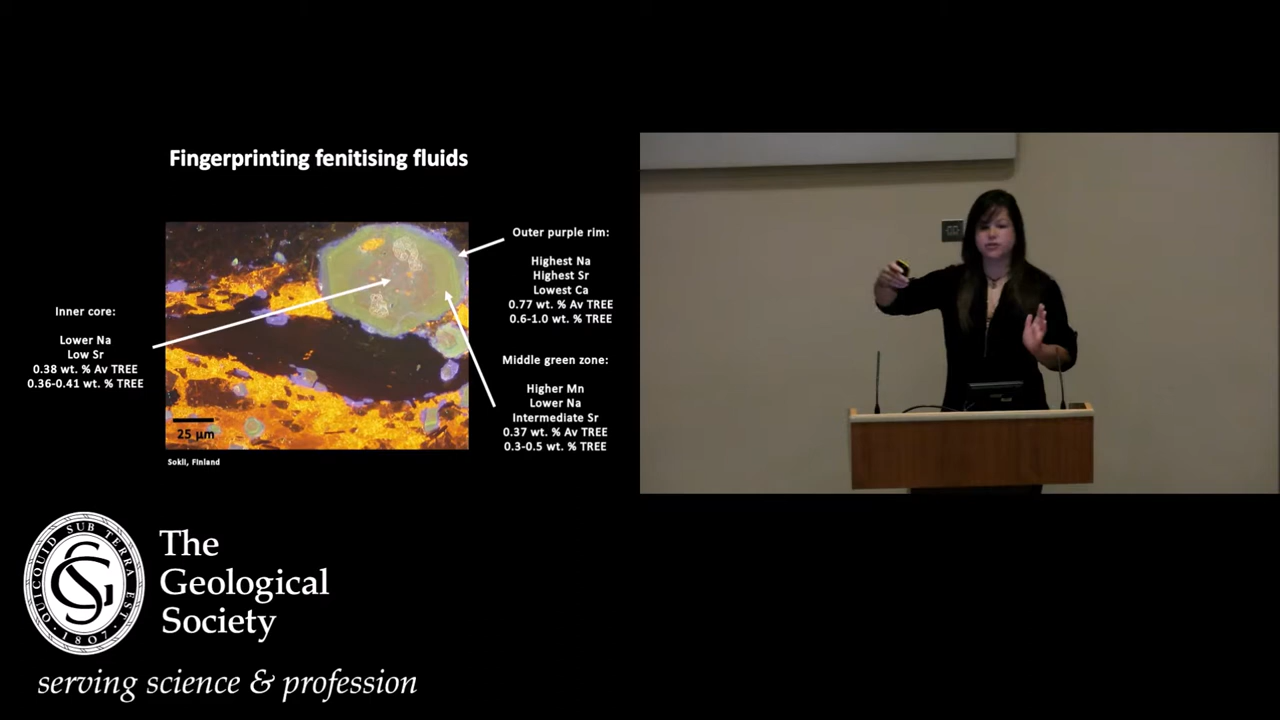 Fingerprinting fenitising fluids
Outer purple rim:
Highest Na
Highest Sr
Lowest Ca
0.77 wt. % Av TREE
0.6-1.0 wt. % TREE
Inner core:
Lower Na
Low Sr
0.38 wt. % Av TREE
0.36-0.41 wt. % TREE
Middle green zone:
Higher Mn
Lower Na
Intermediate Sr
0.37 wt. % Av TREE
0.3-0.5 wt. % TREE
25 µm
Sokli, Finland
QUICQUID SUB TERRA EST
GS
·1807·
The
Geological
Society
serving science & profession